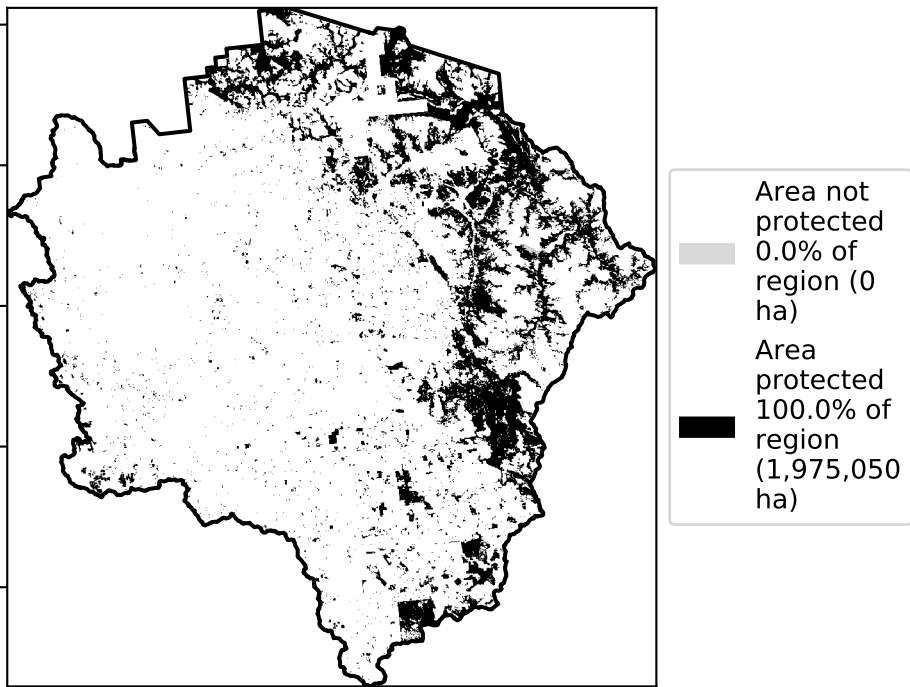 Area not
protected
0.0% of
region (0
ha)
Area
protected
100.0% of
region
(1,975,050
ha)